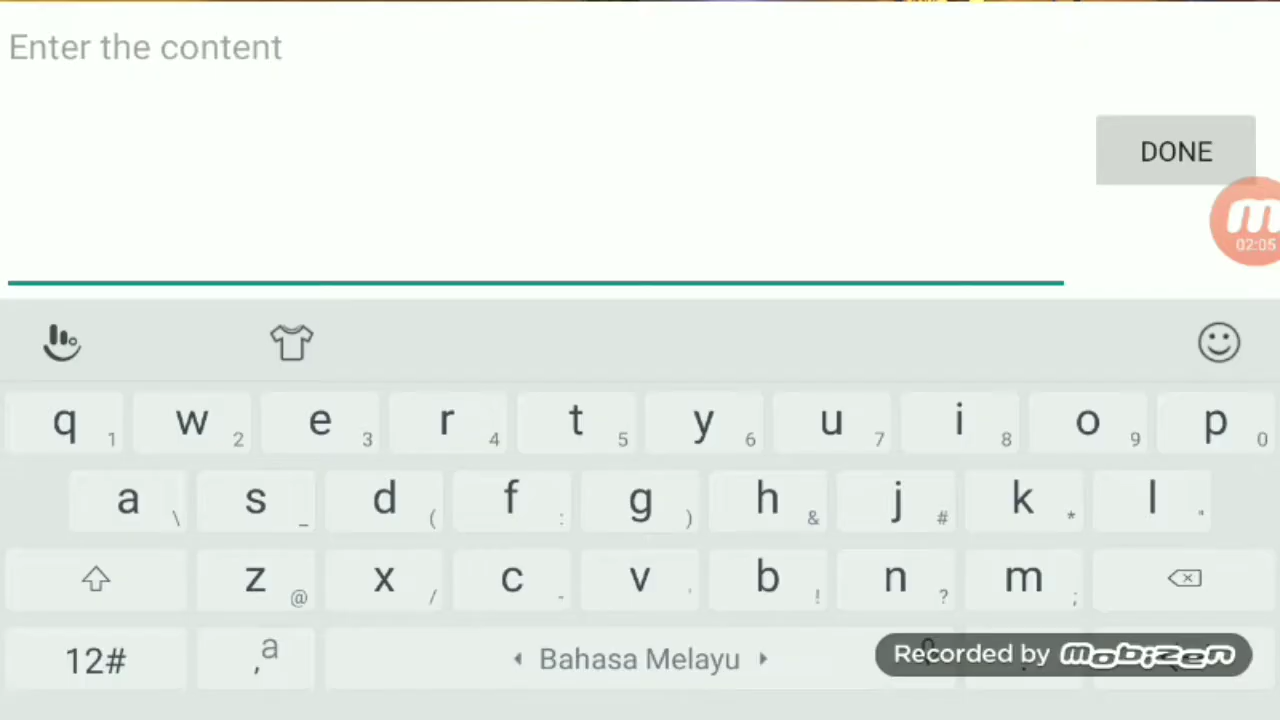 Enter the content
DONE
02:05
q 1 w 2 e 3 r 4 t 5 y 6 u 7 i 8 o 9 p 0
a \ s _ d ( f : g ) h & j # k * l "
z @ x / c - v ' b ! n ? m ;
12# , a Bahasa Melayu
Recorded by mobizen